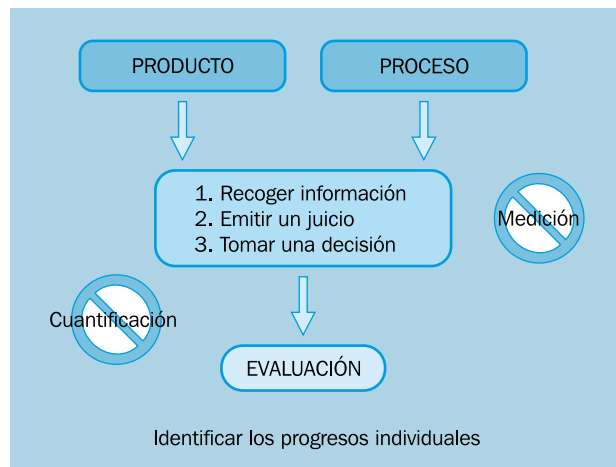 PRODUCTO
PROCESO
1. Recoger información
2. Emitir un juicio
3. Tomar una decisión
Medición
Cuantificación
EVALUACIÓN
Identificar los progresos individuales